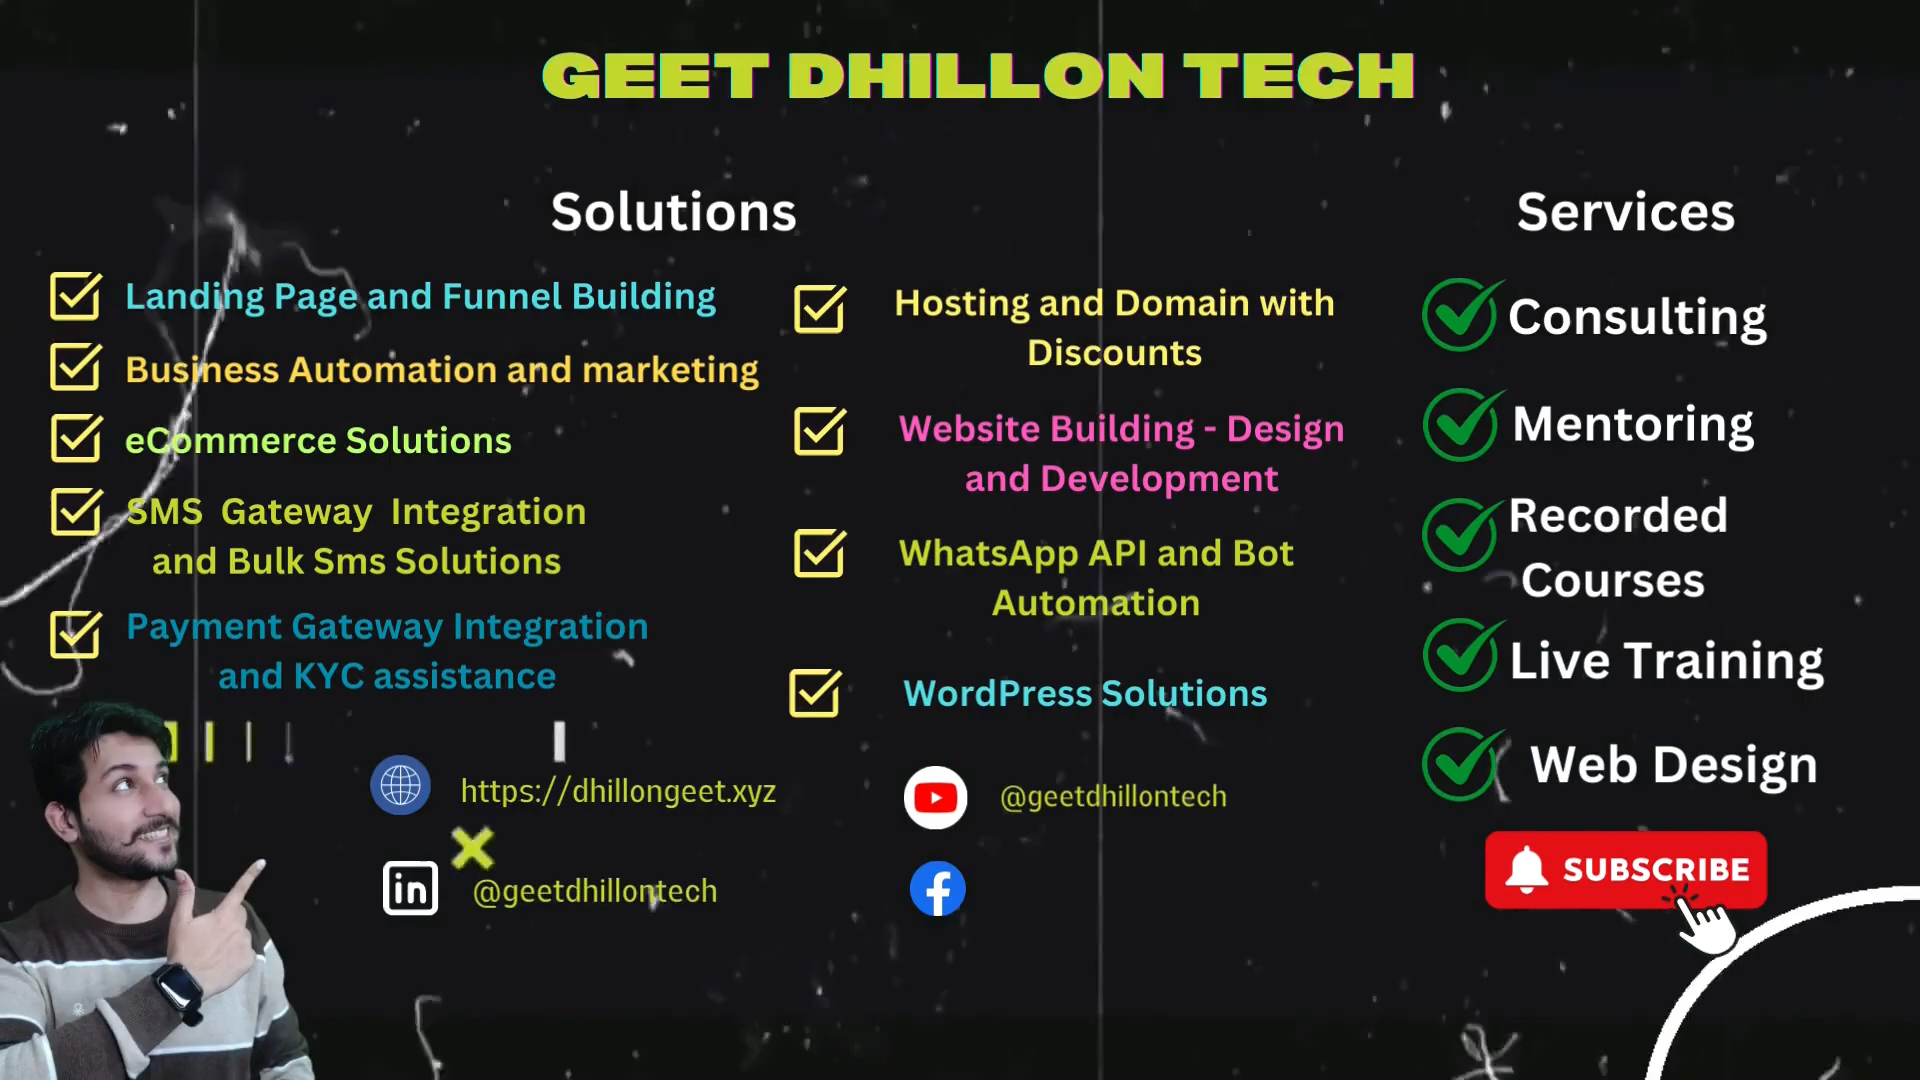 GEET DHILLON TECH
Solutions
Landing Page and Funnel Building
Business Automation and marketing
eCommerce Solutions
SMS Gateway Integration
and Bulk Sms Solutions
Payment Gateway Integration
and KYC assistance
Hosting and Domain with
Discounts
Website Building - Design
and Development
WhatsApp API and Bot
Automation
WordPress Solutions
Services
Consulting
Mentoring
Recorded
Courses
Live Training
Web Design
https://dhillongeet.xyz
@geetdhillontech
in
@geetdhillontech
f
SUBSCRIBE